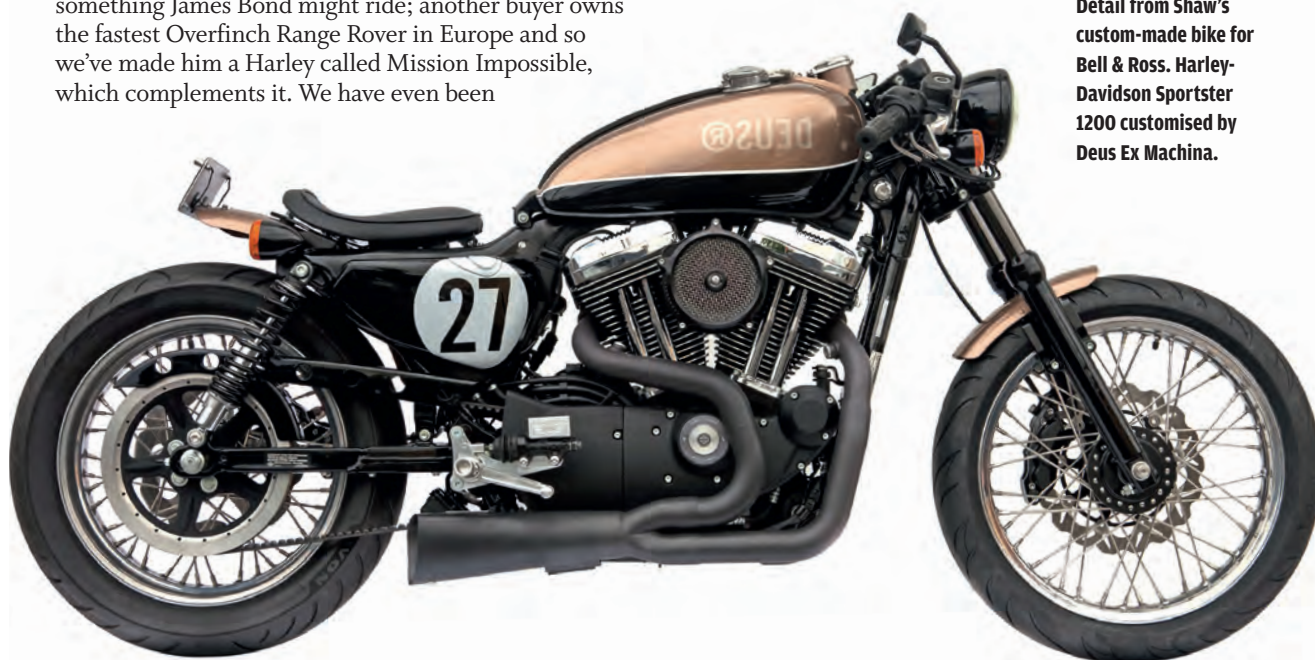 something James Bond might ride; another buyer owns
the fastest Overfinch Range Rover in Europe and so
we’ve made him a Harley called Mission Impossible,
which complements it. We have even been
Detail from Shaw’s
custom-made bike for
Bell & Ross. Harley-
Davidson Sportster
1200 customised by
Deus Ex Machina.
DEUS®
27